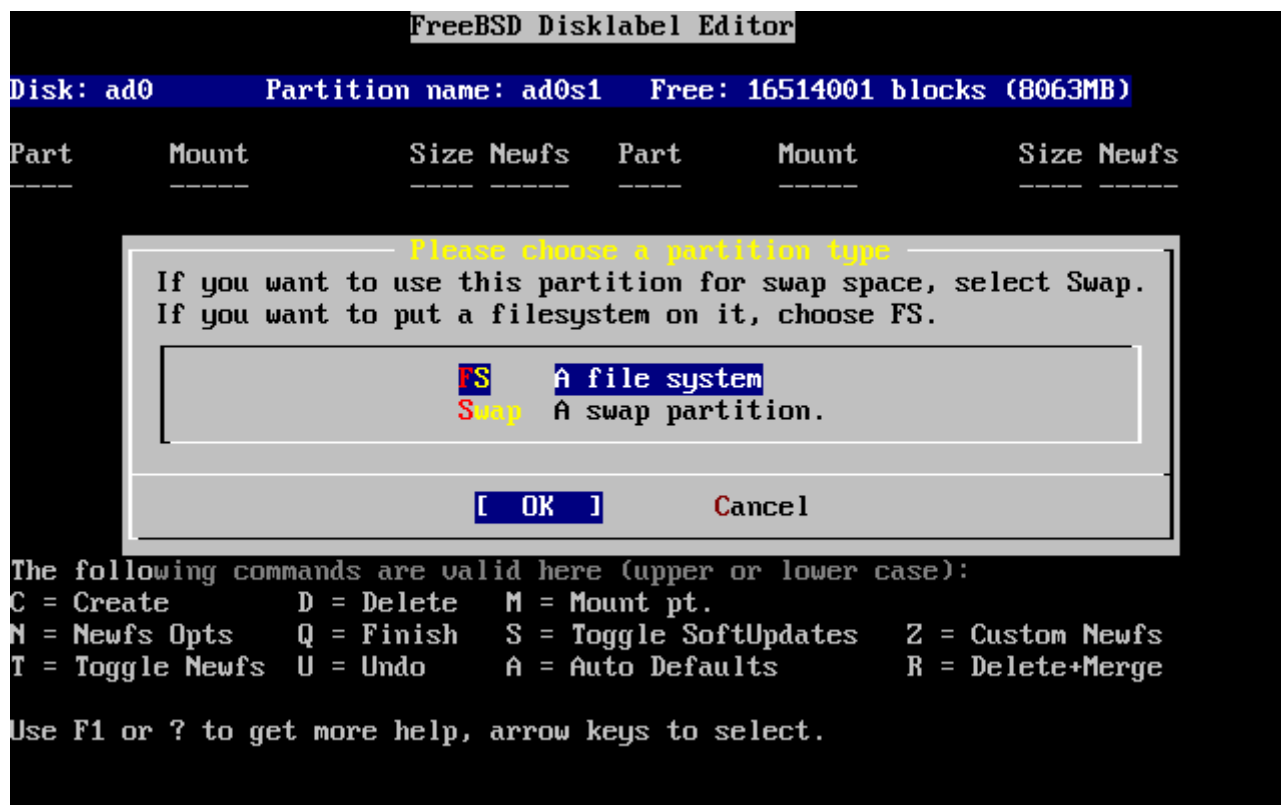 FreeBSD Disklabel Editor
Disk: ad0 Partition name: ad0s1 Free: 16514001 blocks (8063MB)
Part Mount Size Newfs Part Mount Size Newfs
---- ----- ---- ----- ---- ----- ---- -----
Please choose a partition type
If you want to use this partition for swap space, select Swap.
If you want to put a filesystem on it, choose FS.
FS A file system
Swap A swap partition.
[ OK ] Cancel
The following commands are valid here (upper or lower case):
C = Create D = Delete M = Mount pt.
N = Newfs Opts Q = Finish S = Toggle SoftUpdates Z = Custom Newfs
T = Toggle Newfs U = Undo A = Auto Defaults R = Delete+Merge
Use F1 or ? to get more help, arrow keys to select.